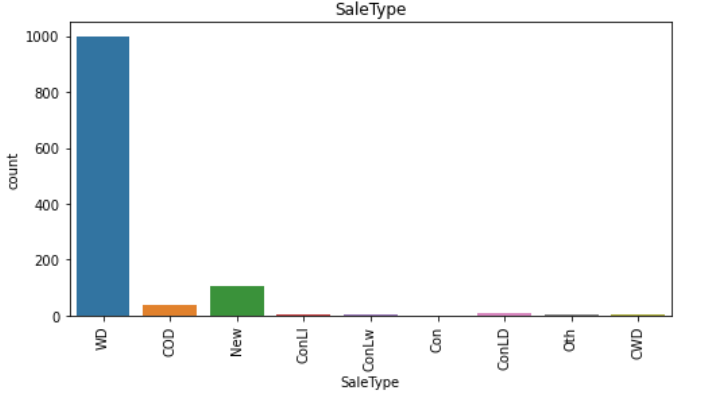 SaleType
1000
800
600
400
200
0
count
WD
COD
New
ConLI
ConLw
Con
ConLD
Oth
CWD
SaleType